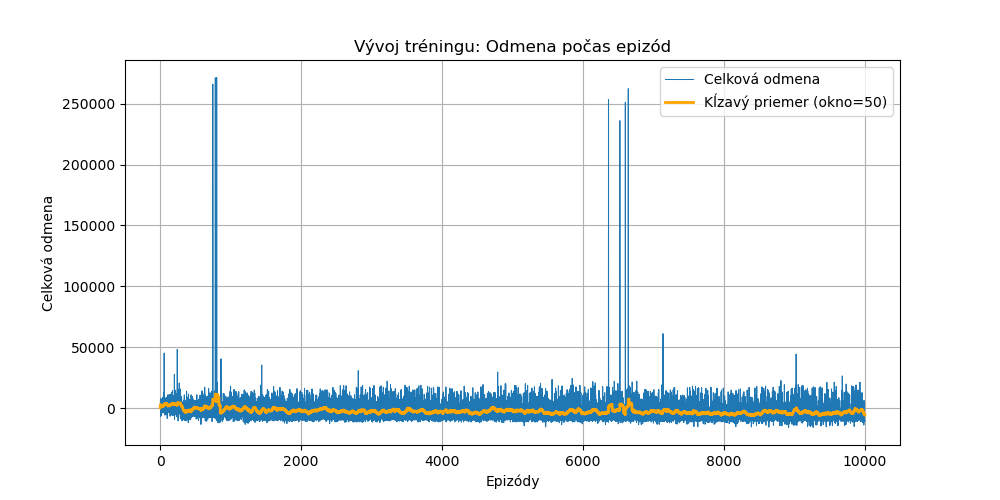 Vývoj tréningu: Odmena počas epizód
Celková odmena
Kĺzavý priemer (okno=50)
250000
200000
150000
100000
50000
0
Celková odmena
0
2000
4000
6000
8000
10000
Epizódy